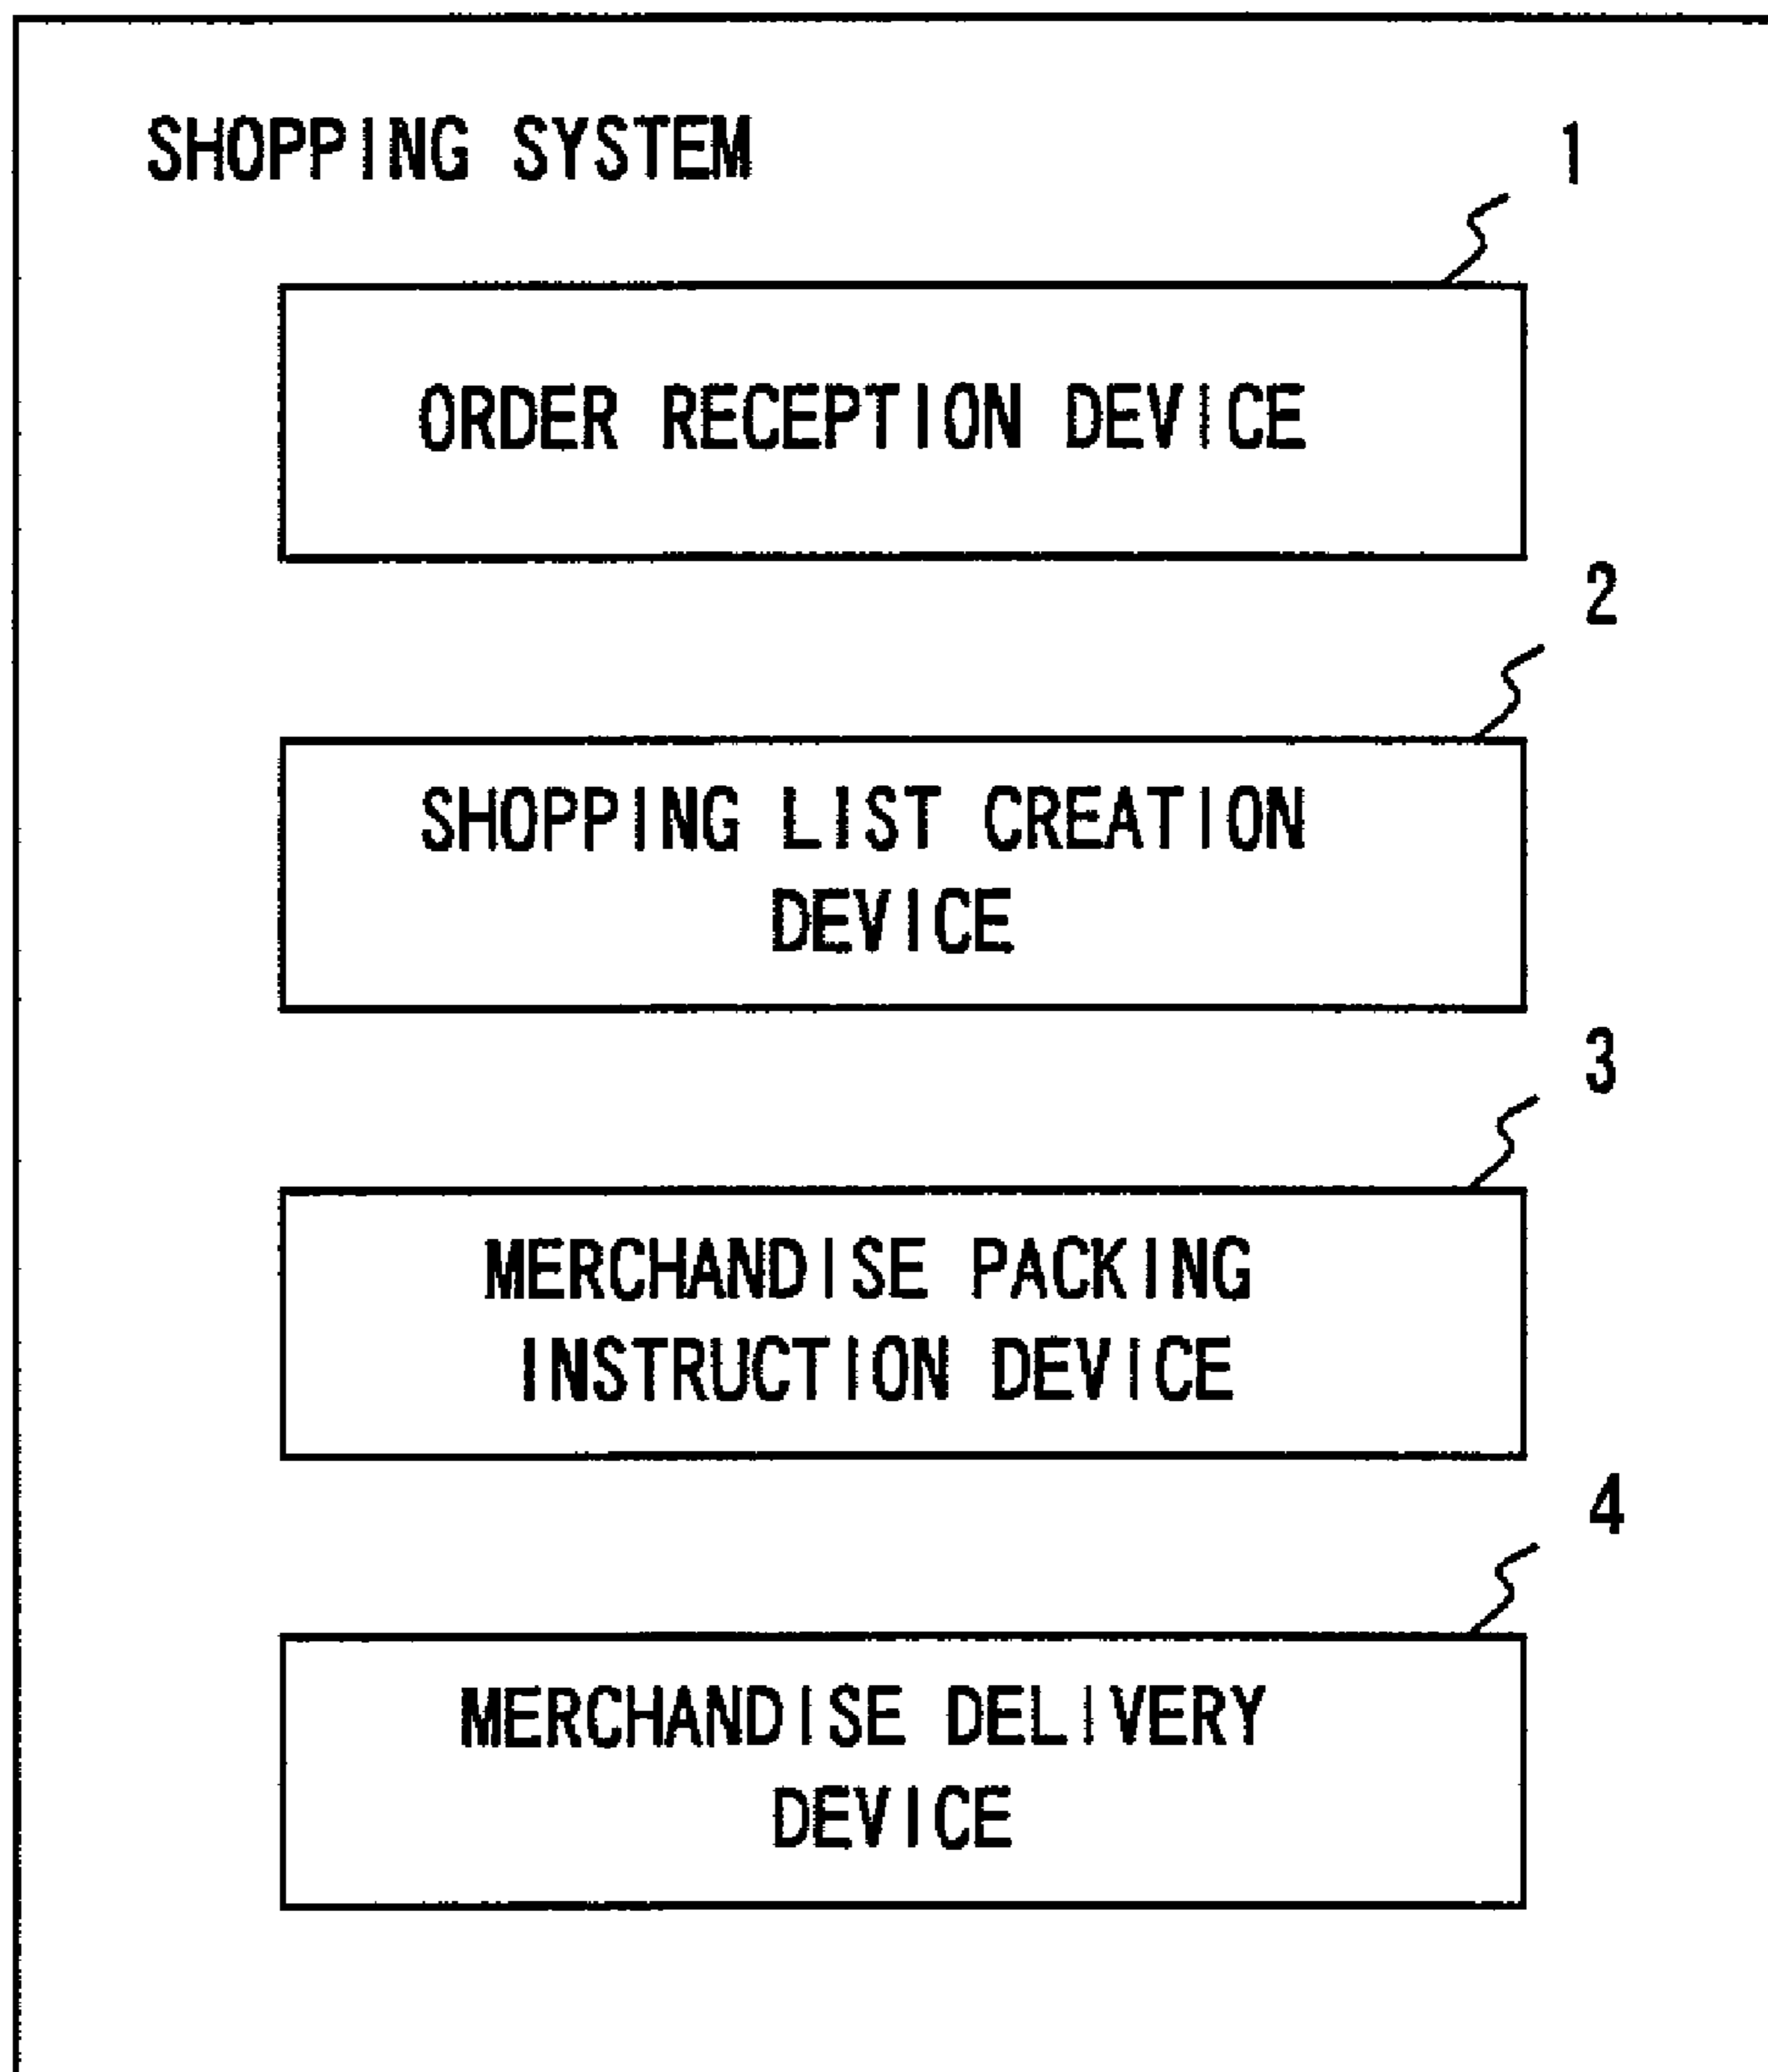 SHOPPING SYSTEM
1
ORDER RECEPTION DEVICE
2
SHOPPING LIST CREATION
DEVICE
3
MERCHANDISE PACKING
INSTRUCTION DEVICE
4
MERCHANDISE DELIVERY
DEVICE